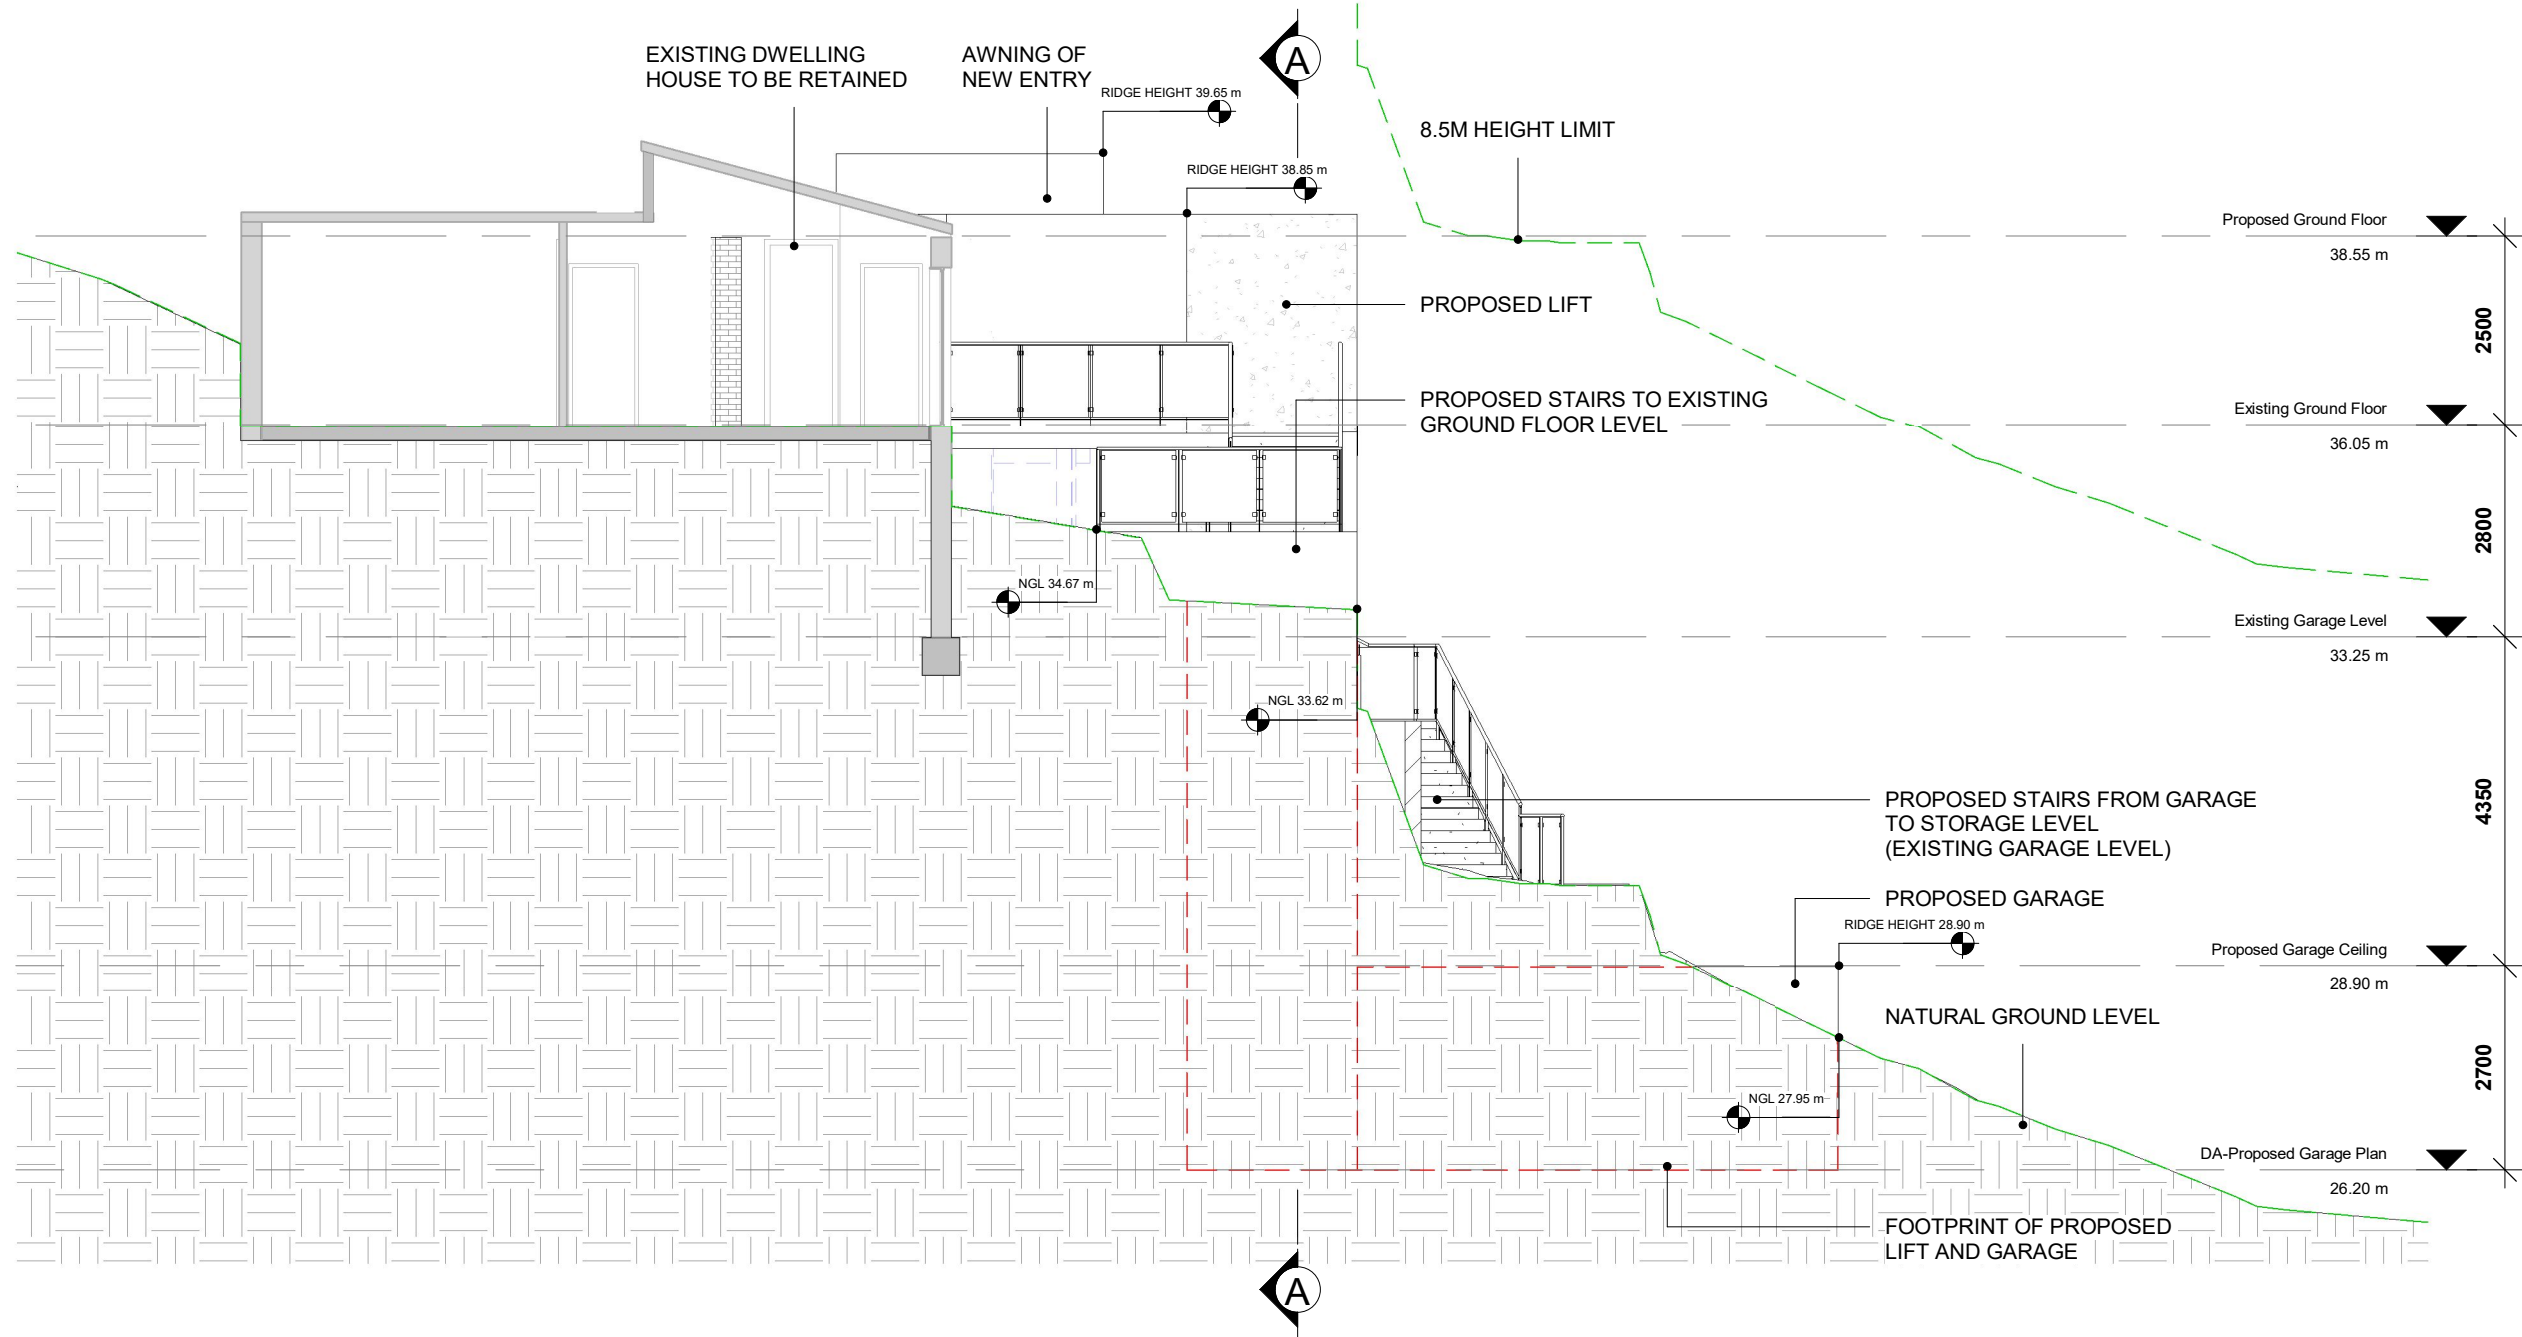 EXISTING DWELLING
HOUSE TO BE RETAINED
AWNING OF
NEW ENTRY
A
RIDGE HEIGHT 39.65 m
8.5M HEIGHT LIMIT
RIDGE HEIGHT 38.85 m
Proposed Ground Floor
38.55 m
PROPOSED LIFT
2500
PROPOSED STAIRS TO EXISTING
GROUND FLOOR LEVEL
Existing Ground Floor
36.05 m
2800
NGL 34.67 m
Existing Garage Level
33.25 m
NGL 33.62 m
PROPOSED STAIRS FROM GARAGE
TO STORAGE LEVEL
(EXISTING GARAGE LEVEL)
4350
PROPOSED GARAGE
RIDGE HEIGHT 28.90 m
Proposed Garage Ceiling
28.90 m
NATURAL GROUND LEVEL
2700
NGL 27.95 m
DA-Proposed Garage Plan
26.20 m
FOOTPRINT OF PROPOSED
LIFT AND GARAGE
A